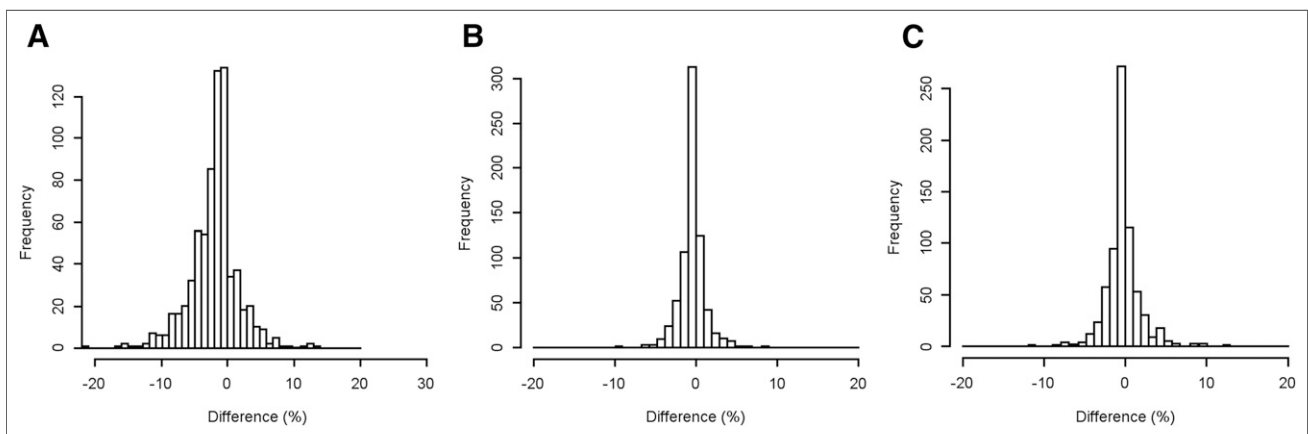 A
B
C
Frequency
0 20 40 60 80 100 120
-20 -10 0 10 20 30
Difference (%)
Frequency
0 50 100 150 200 250 300
-20 -10 0 10 20
Difference (%)
Frequency
0 50 100 150 200 250
-20 -10 0 10 20
Difference (%)